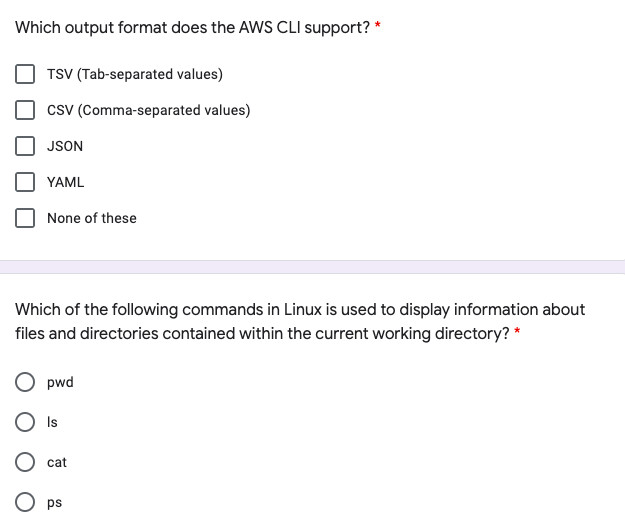 Which output format does the AWS CLI support? *
TSV (Tab-separated values)
CSV (Comma-separated values)
JSON
YAML
None of these
Which of the following commands in Linux is used to display information about
files and directories contained within the current working directory? *
pwd
ls
cat
ps